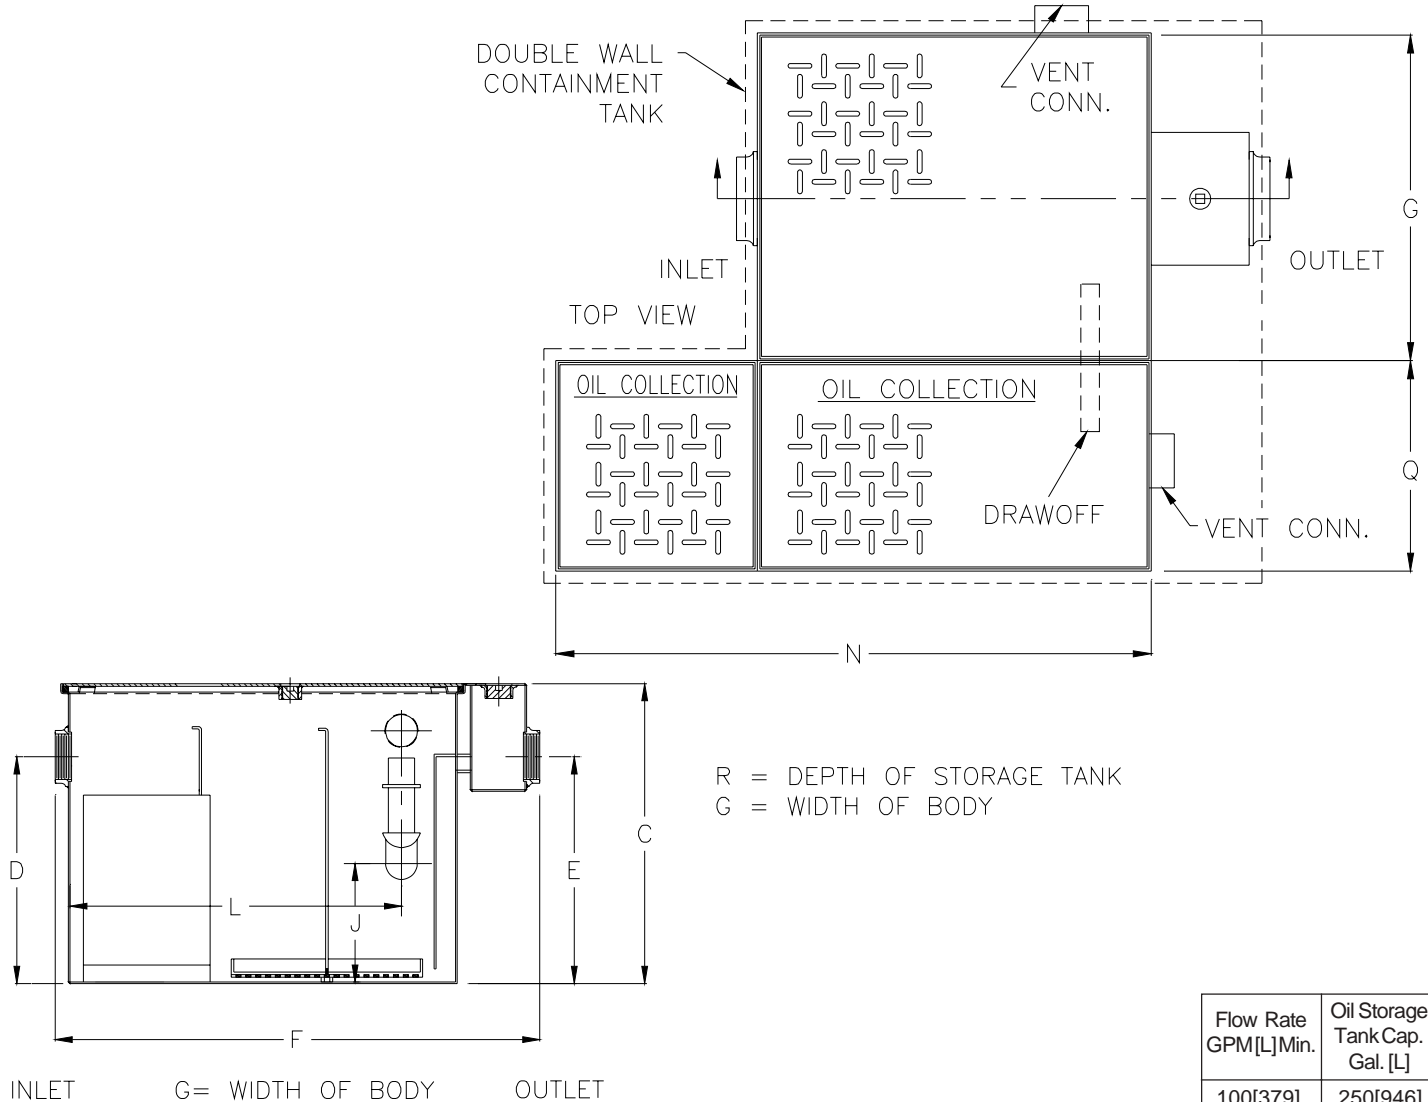 DOUBLE WALL
CONTAINMENT
TANK
VENT
CONN.
G
INLET
OUTLET
TOP VIEW
OIL COLLECTION
OIL COLLECTION
Q
DRAWOFF
VENT CONN.
N
R = DEPTH OF STORAGE TANK
G = WIDTH OF BODY
C
D
E
L
J
F
INLET
G= WIDTH OF BODY
OUTLET
Flow Rate
GPM[L]Min.
Oil Storage
Tank Cap.
Gal. [L]
100[379]
250[946]